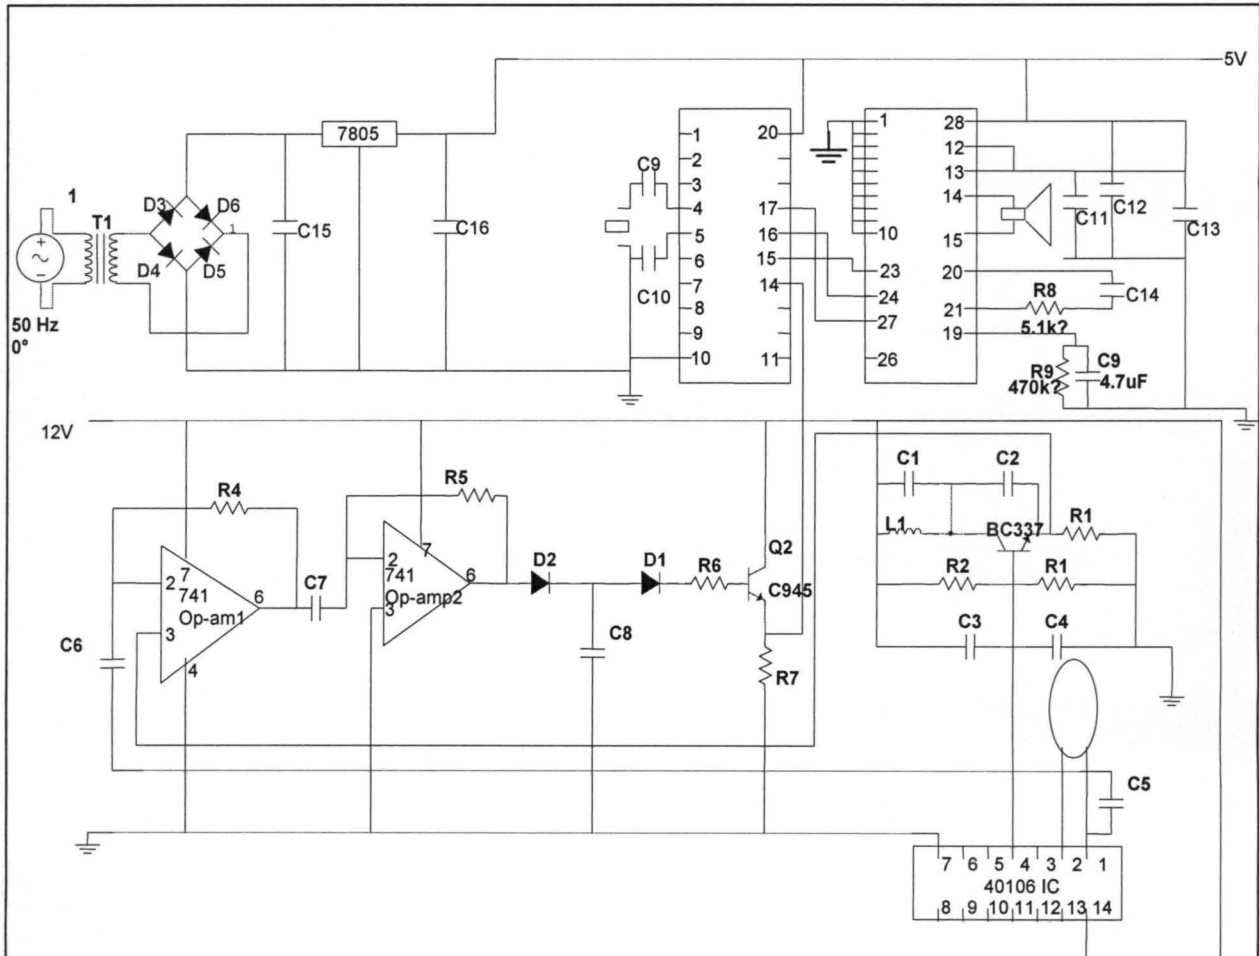 5V
7805
1
T1
D3
D6
1
D4
D5
C15
C16
50 Hz
0°
C9
C10
1
2
3
4
5
6
7
8
9
10
20
17
16
15
14
11
1
10
23
24
27
26
28
12
13
14
15
20
21
19
C11
C12
C13
C14
R8
5.1k?
R9
470k?
C9
4.7uF
12V
R4
R5
C1
C2
L1
BC337
R1
2
7
741
6
Op-am1
3
4
C7
2
7
741
6
Op-amp2
3
D2
D1
R6
Q2
C945
R2
R1
C6
C8
R7
C3
C4
C5
7 6 5 4 3 2 1
40106 IC
8 9 10 11 12 13 14